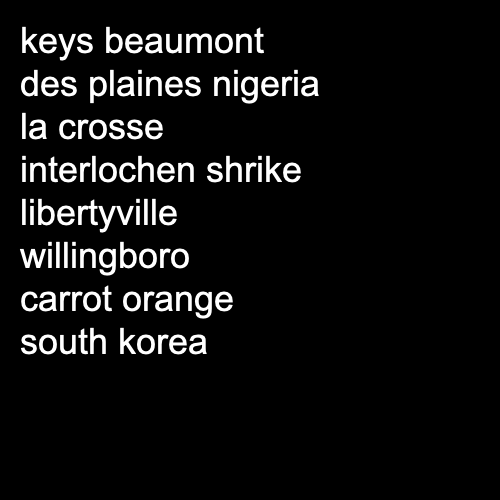 keys beaumont
des plaines nigeria
la crosse
interlochen shrike
libertyville
willingboro
carrot orange
south korea